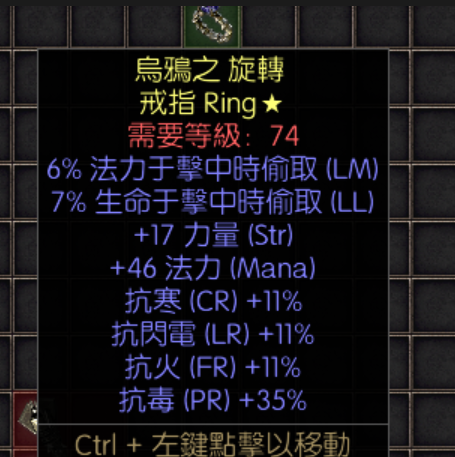 烏鴉之 旋轉
戒指 Ring★
需要等級: 74
6% 法力于擊中時偷取 (LM)
7% 生命于擊中時偷取 (LL)
+17 力量 (Str)
+46 法力 (Mana)
抗寒 (CR) +11%
抗閃電 (LR) +11%
抗火 (FR) +11%
抗毒 (PR) +35%
Ctrl + 左鍵點擊以移動